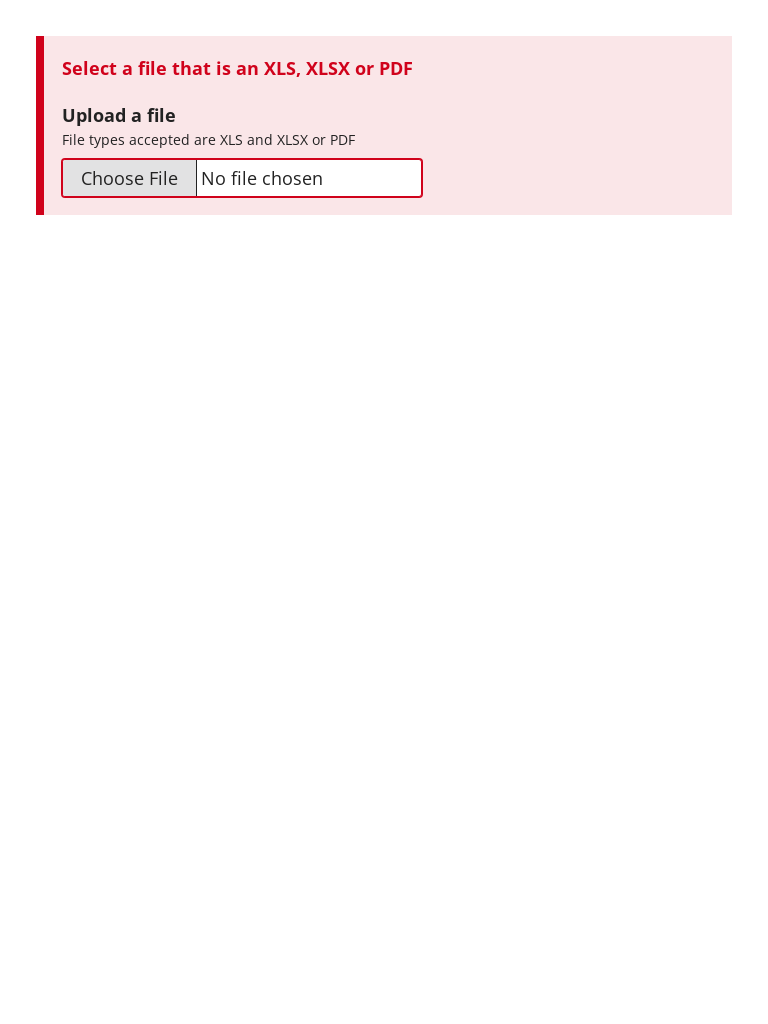 Select a file that is an XLS, XLSX or PDF
Upload a file
File types accepted are XLS and XLSX or PDF
Choose File No file chosen